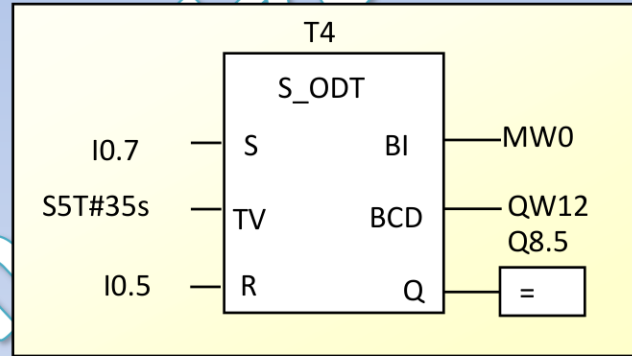 T4
S_ODT
I0.7 S BI MW0
S5T#35s TV BCD QW12
Q8.5
I0.5 R Q =